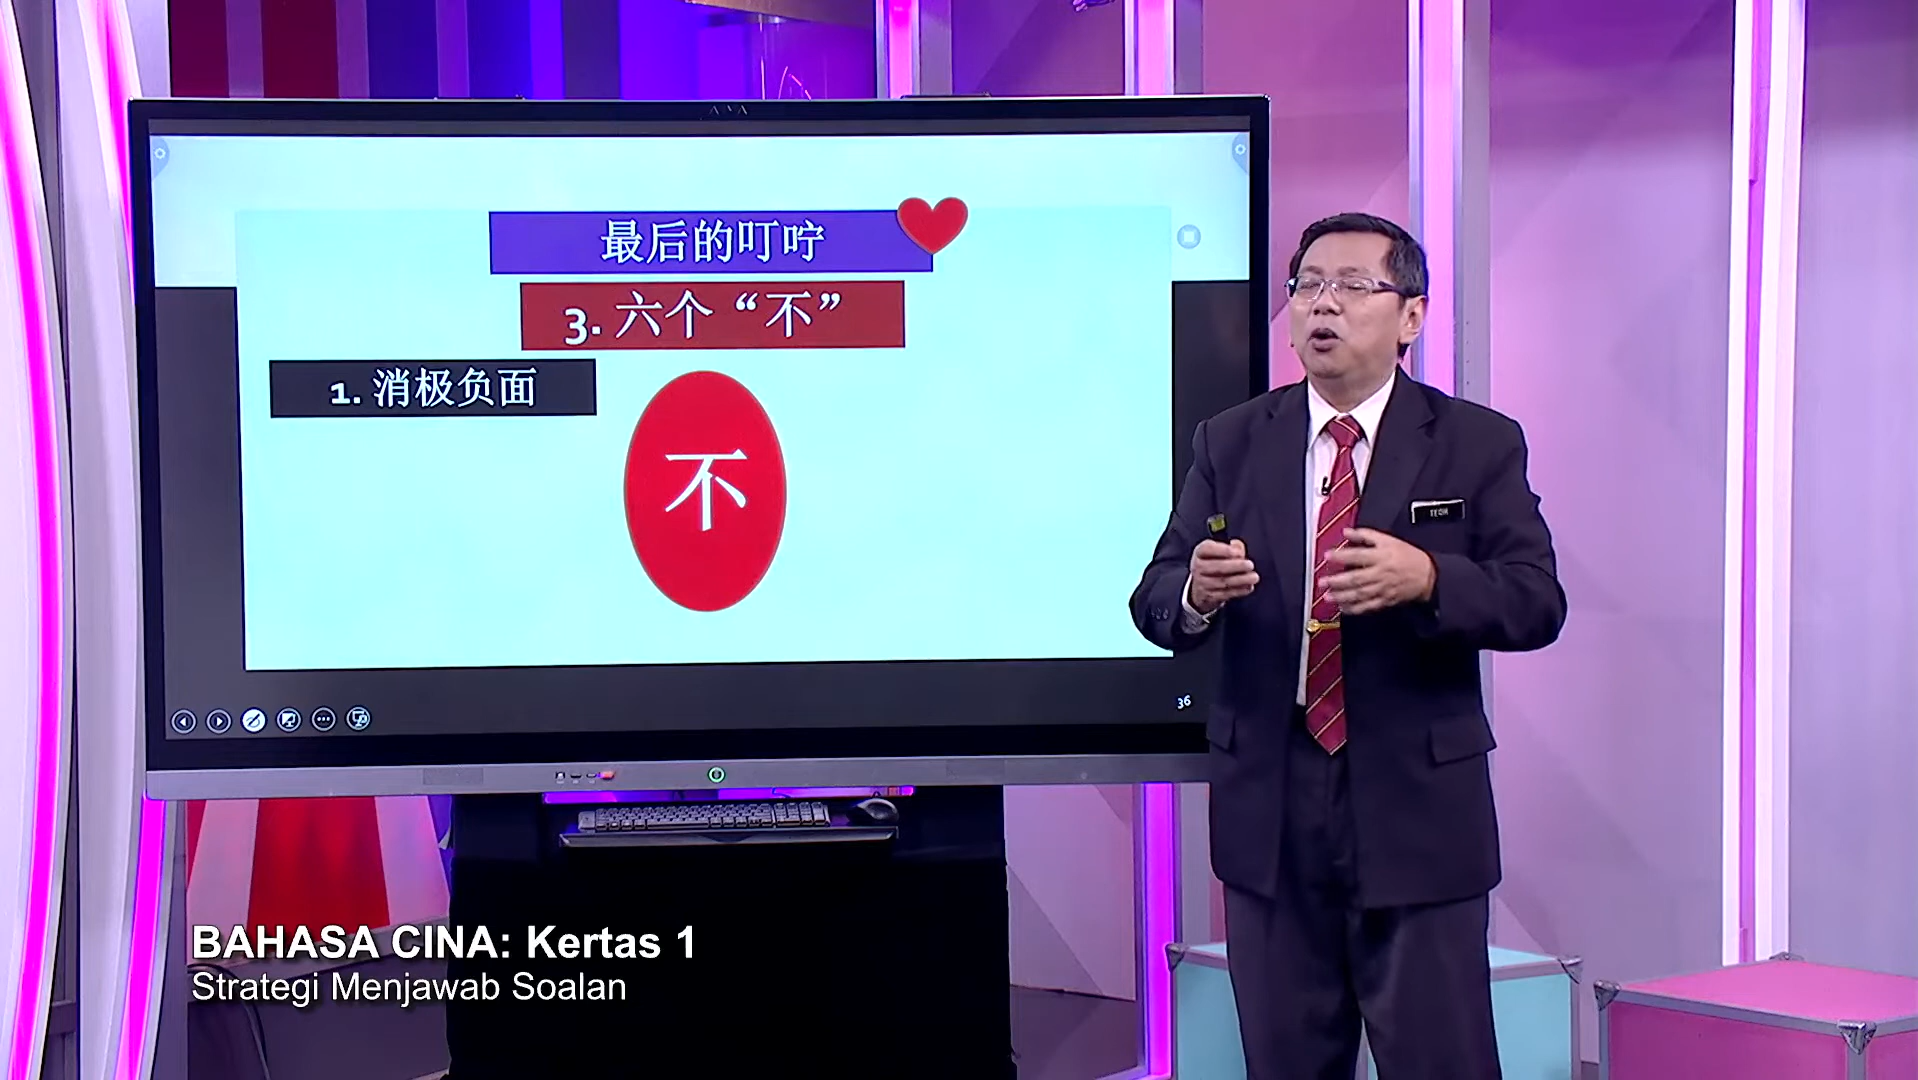 最后的叮咛
3. 六个“不”
1. 消极负面
不
36
TEOH
BAHASA CINA: Kertas 1
Strategi Menjawab Soalan